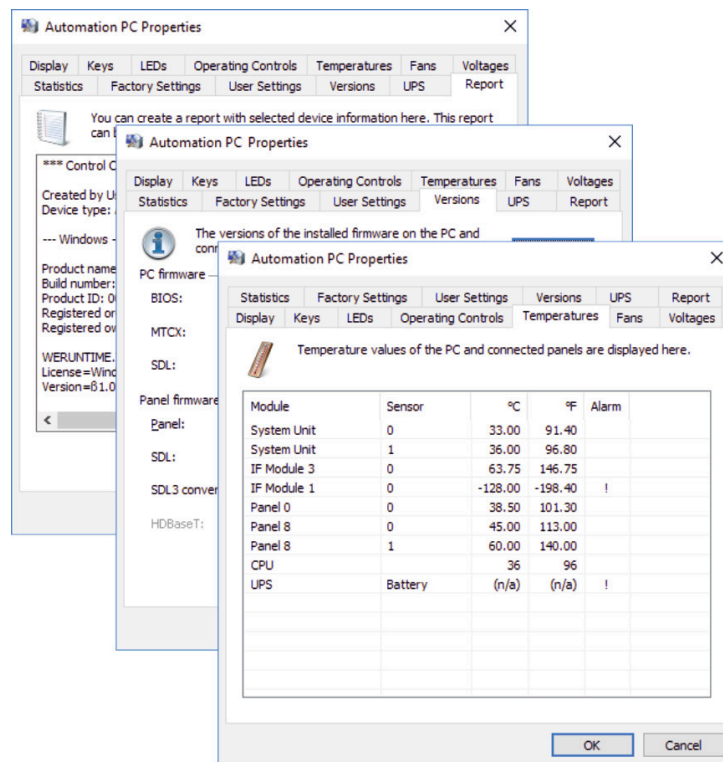 Automation PC Properties
Display Keys LEDs Operating Controls Temperatures Fans Voltages
Statistics Factory Settings User Settings Versions UPS Report
You can create a report with selected device information here. This report
can
*** Control
Created by
Device type:
--- Windows -
Product name
Build number:
Product ID:
Registered
Registered
WERUNTIME.
License=
Version=ß1.0
Automation PC Properties
Display Keys LEDs Operating Controls Temperatures Fans Voltages
Statistics Factory Settings User Settings Versions UPS Report
The versions of the installed firmware on the PC and
PC firmware
BIOS:
MTCX:
SDL:
Panel firmware
Panel:
SDL:
SDL3 conver
HDBaseT:
Automation PC Properties
Statistics Factory Settings User Settings Versions UPS Report
Display Keys LEDs Operating Controls Temperatures Fans Voltages
Temperature values of the PC and connected panels are displayed here.
Module Sensor °C °F Alarm
System Unit 0 33.00 91.40
System Unit 1 36.00 96.80
IF Module 3 0 63.75 146.75
IF Module 1 0 -128.00 -198.40 !
Panel 0 0 38.50 101.30
Panel 8 0 45.00 113.00
Panel 8 1 60.00 140.00
CPU 36 96
UPS Battery (n/a) (n/a) !
OK Cancel